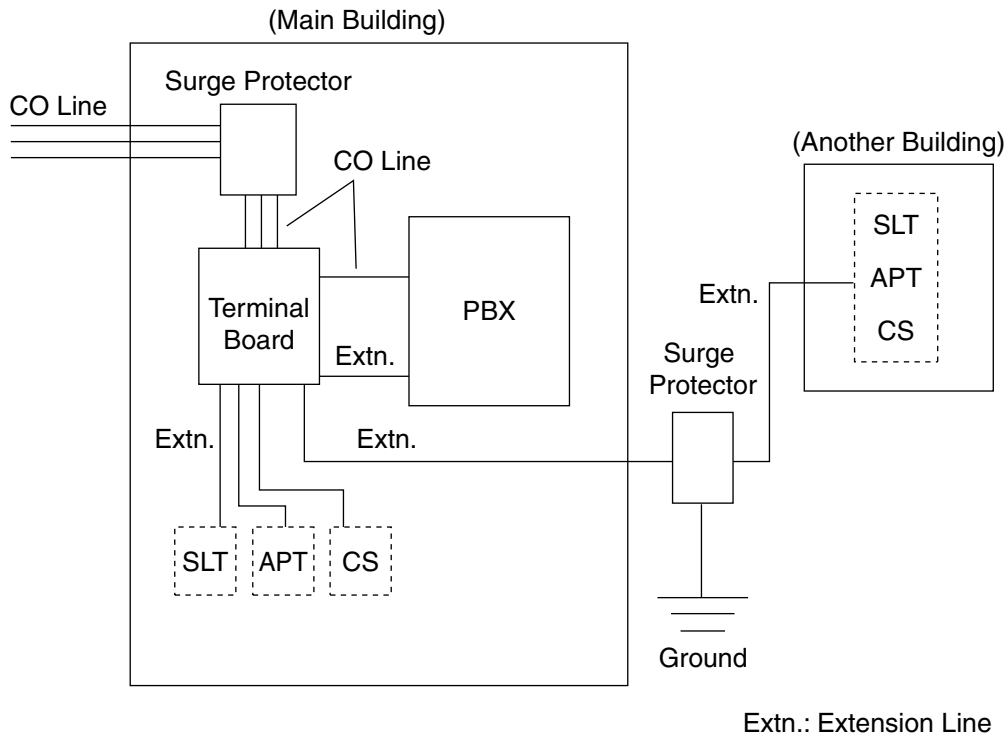 (Main Building)
Surge Protector
CO Line
CO Line
(Another Building)
SLT
APT
CS
Extn.
Terminal
Board
PBX
Extn.
Surge
Protector
Extn.
Extn.
SLT
APT
CS
Ground
Extn.: Extension Line